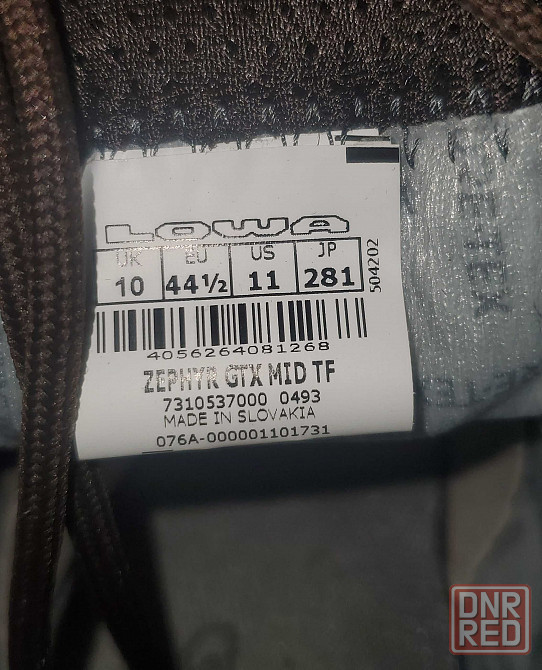 LOWA
UK EU US JP
10 44½ 11 281
504202
4056264081268
ZEPHYR GTX MID TF
7310537000 0493
MADE IN SLOVAKIA
076A-000001101731
DNR
RED